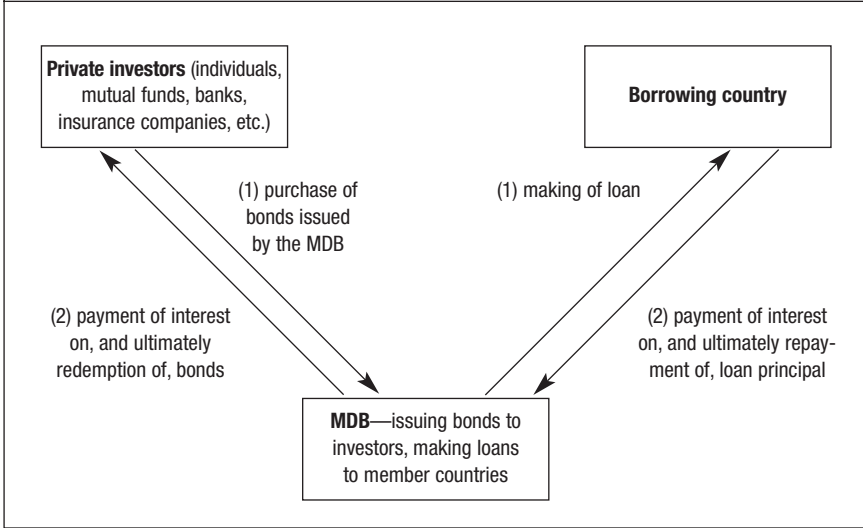 Private investors (individuals,
mutual funds, banks,
insurance companies, etc.)
Borrowing country
(1) purchase of
bonds issued
by the MDB
(1) making of loan
(2) payment of interest
on, and ultimately
redemption of, bonds
(2) payment of interest
on, and ultimately repay-
ment of, loan principal
MDB—issuing bonds to
investors, making loans
to member countries